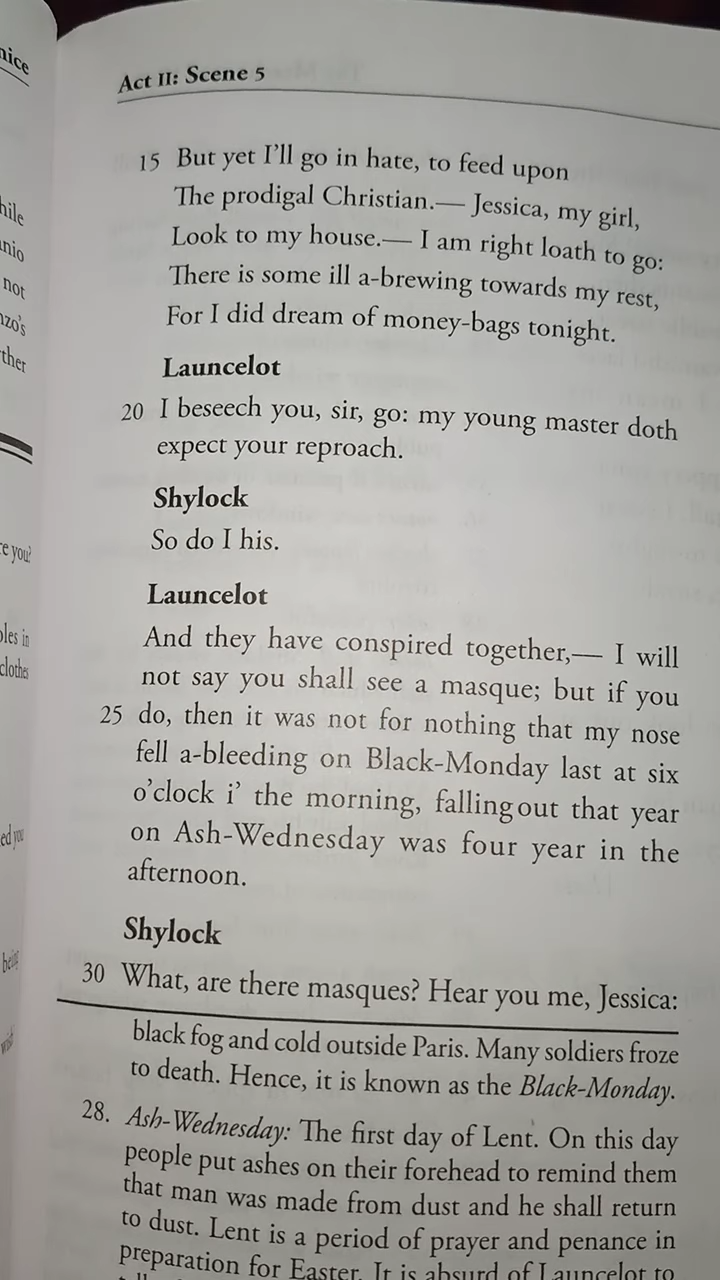 Act II: Scene 5
15 But yet I'll go in hate, to feed upon
The prodigal Christian.— Jessica, my girl,
Look to my house.— I am right loath to go:
There is some ill a-brewing towards my rest,
For I did dream of money-bags tonight.
Launcelot
20 I beseech you, sir, go: my young master doth
expect your reproach.
Shylock
So do I his.
Launcelot
And they have conspired together,— I will
not say you shall see a masque; but if you
25 do, then it was not for nothing that my nose
fell a-bleeding on Black-Monday last at six
o'clock i' the morning, falling out that year
on Ash-Wednesday was four year in the
afternoon.
Shylock
30 What, are there masques? Hear you me, Jessica:
black fog and cold outside Paris. Many soldiers froze
to death. Hence, it is known as the Black-Monday.
28. Ash-Wednesday: The first day of Lent. On this day
people put ashes on their forehead to remind them
that man was made from dust and he shall return
to dust. Lent is a period of prayer and penance in
preparation for Easter. It is absurd of Launcelot to